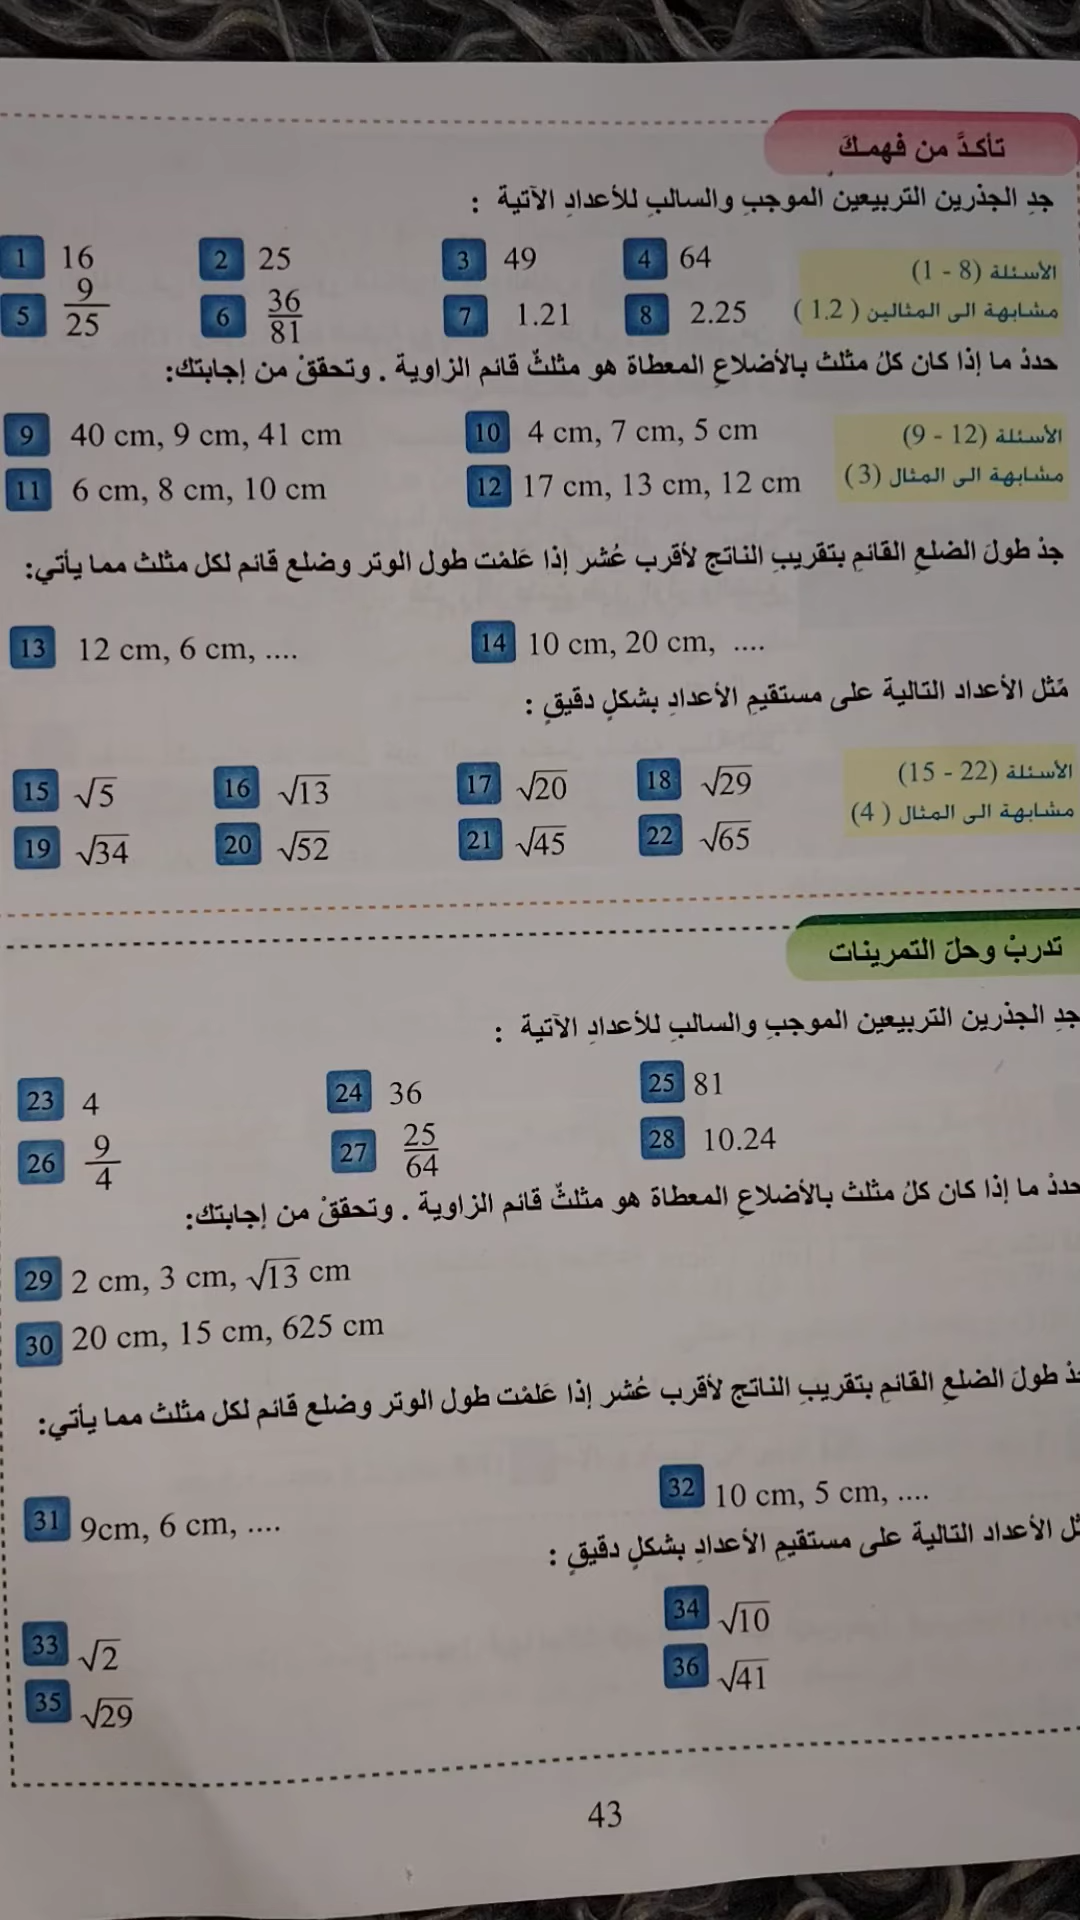 تأكدَّ من فهمكَ
جدِ الجذرين التربيعين الموجبِ والسالبِ للأعدادِ الآتية :
1 16 2 25 3 49 4 64
الأسئلة (8 - 1)
5 9/25 6 36/81 7 1.21 8 2.25
مشابهة الى المثالين ( 1.2 )
حددْ ما إذا كان كلُ مثلث بالأضلاعِ المعطاة هو مثلثٌ قائم الزاوية . وتحققْ من إجابتك:
9 40 cm, 9 cm, 41 cm 10 4 cm, 7 cm, 5 cm
الأسئلة (12 - 9)
11 6 cm, 8 cm, 10 cm 12 17 cm, 13 cm, 12 cm
مشابهة الى المثال (3)
جدْ طولَ الضلعِ القائمِ بتقريبِ الناتج لأقرب عُشر إذا عَلمْت طول الوتر وضلع قائم لكل مثلث مما يأتي:
13 12 cm, 6 cm, .... 14 10 cm, 20 cm, ....
مًثل الأعداد التالية على مستقيمِ الأعدادِ بشكلٍ دقيقٍ :
15 √5 16 √13 17 √20 18 √29
الأسئلة (22 - 15)
19 √34 20 √52 21 √45 22 √65
مشابهة الى المثال ( 4)
تدربْ وحلَ التمرينات
جدِ الجذرين التربيعين الموجبِ والسالبِ للأعدادِ الآتية :
23 4 24 36 25 81
26 9/4 27 25/64 28 10.24
حددْ ما إذا كان كلُ مثلث بالأضلاعِ المعطاة هو مثلثٌ قائم الزاوية . وتحققْ من إجابتك:
29 2 cm, 3 cm, √13 cm
30 20 cm, 15 cm, 625 cm
طولَ الضلعِ القائمِ بتقريبِ الناتج لأقرب عُشر إذا عَلمْت طول الوتر وضلع قائم لكل مثلث مما يأتي:
31 9cm, 6 cm, .... 32 10 cm, 5 cm, ....
الأعداد التالية على مستقيمِ الأعدادِ بشكلٍ دقيقٍ :
33 √2 34 √10
35 √29 36 √41
43